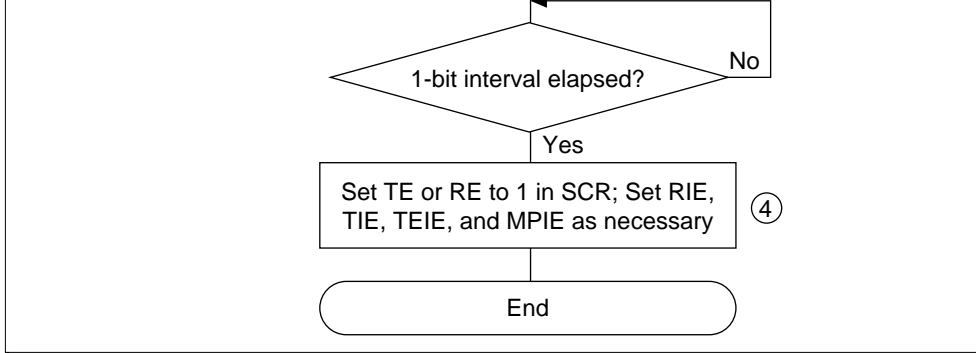 No
1-bit interval elapsed?
Yes
Set TE or RE to 1 in SCR; Set RIE,
TIE, TEIE, and MPIE as necessary
4
End